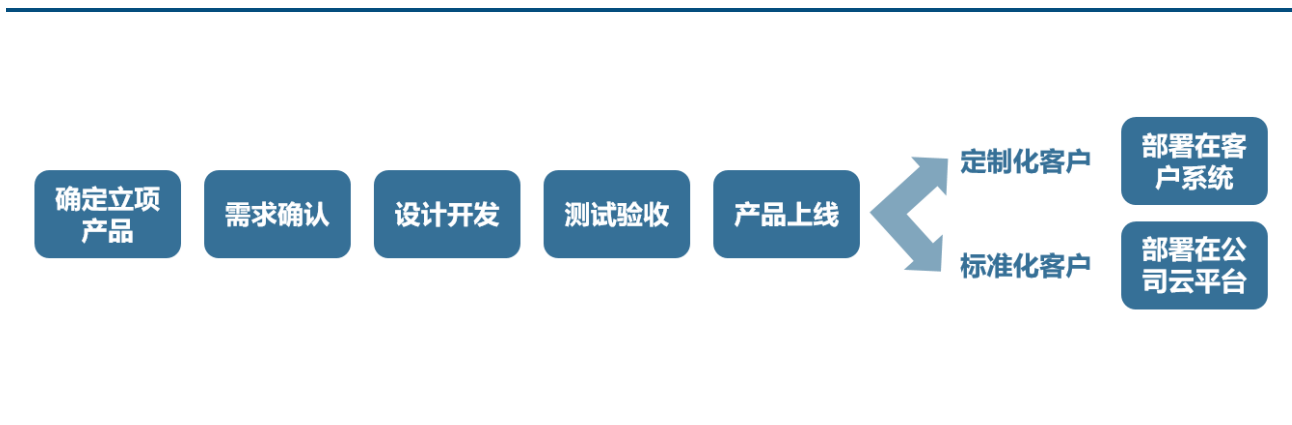 确定立项
产品
需求确认
设计开发
测试验收
产品上线
定制化客户
部署在客
户系统
标准化客户
部署在公
司云平台